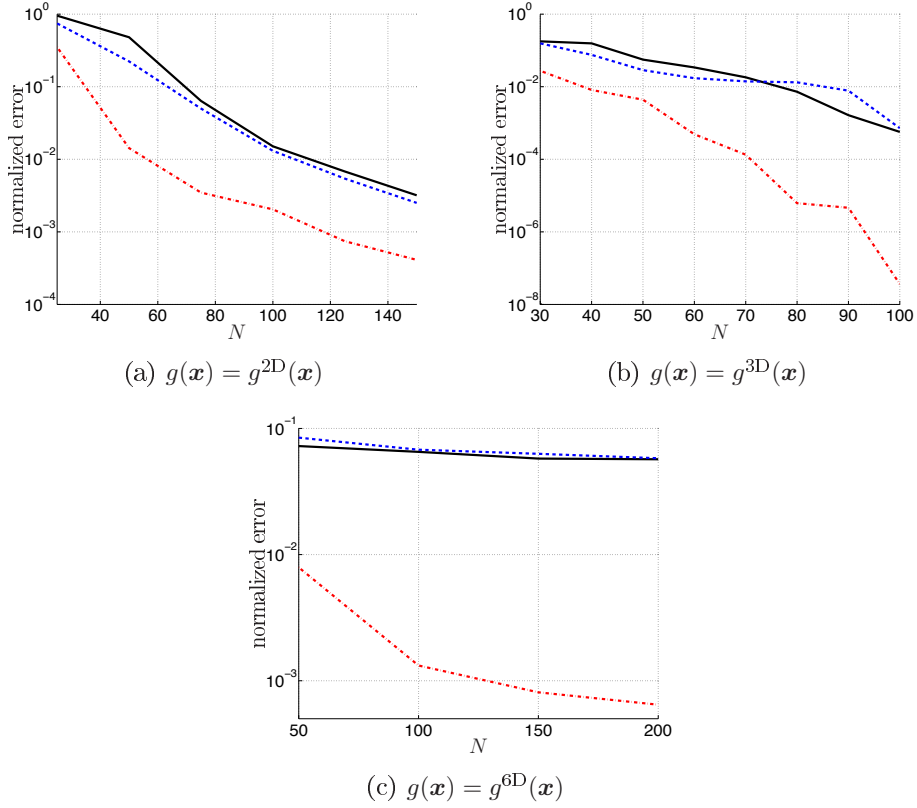 10^0
10^-1
10^-2
10^-3
10^-4
normalized error
40 60 80 100 120 140
N
(a) g(x) = g^2D(x)
10^0
10^-2
10^-4
10^-6
10^-8
normalized error
30 40 50 60 70 80 90 100
N
(b) g(x) = g^3D(x)
10^-1
10^-2
10^-3
normalized error
50 100 150 200
N
(c) g(x) = g^6D(x)